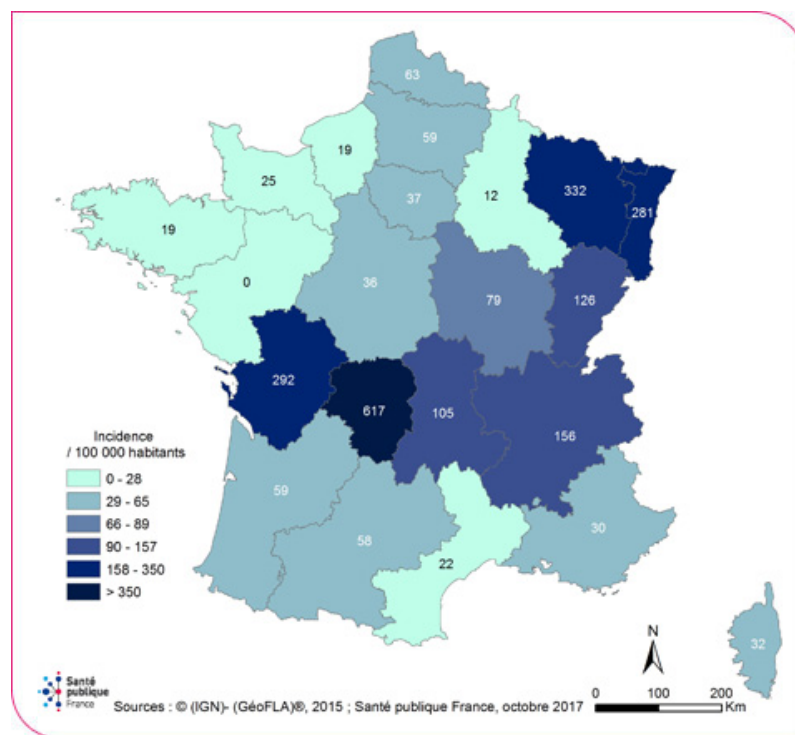 63
59
19
25
37
12
332
281
19
0
36
79
126
292
617
105
156
Incidence
/ 100 000 habitants
0 - 28
29 - 65
66 - 89
90 - 157
158 - 350
> 350
59
58
22
30
32
N
Santé
publique
France
Sources : © (IGN)- (GéoFLA)®, 2015 ; Santé publique France, octobre 2017
0 100 200
Km